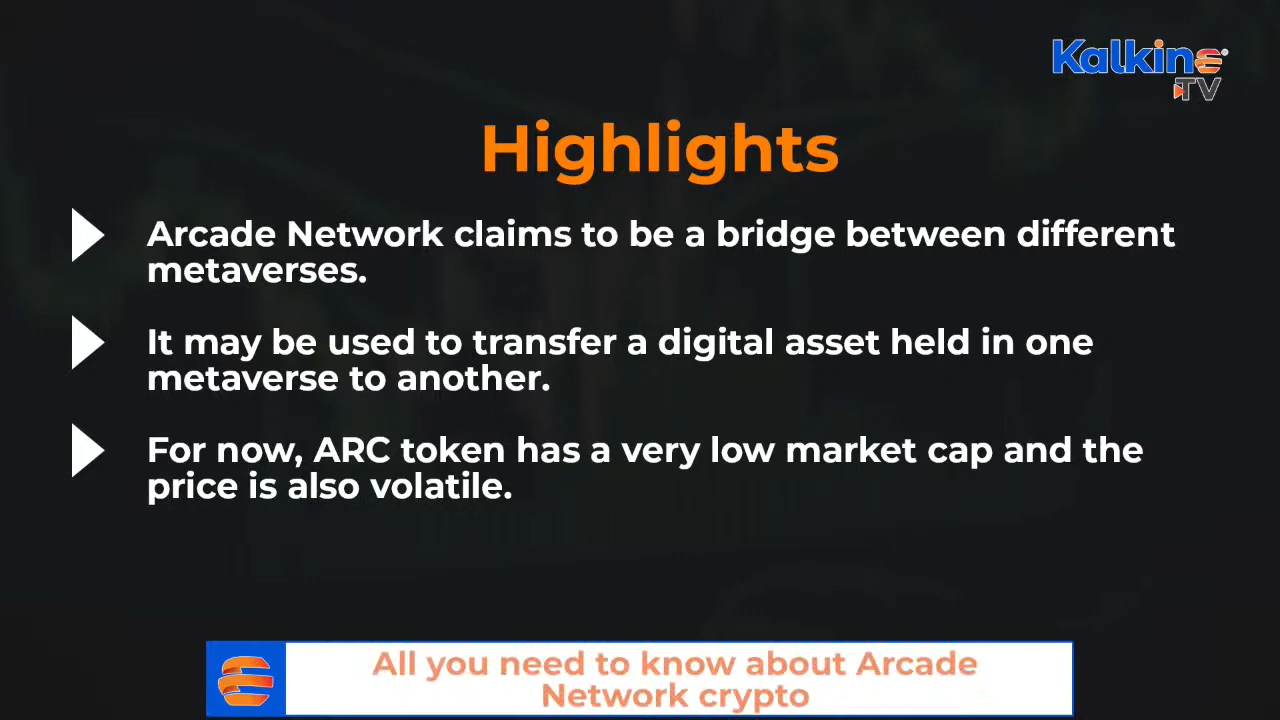 Kalkine
TV
Highlights
Arcade Network claims to be a bridge between different
metaverses.
It may be used to transfer a digital asset held in one
metaverse to another.
For now, ARC token has a very low market cap and the
price is also volatile.
All you need to know about Arcade
Network crypto